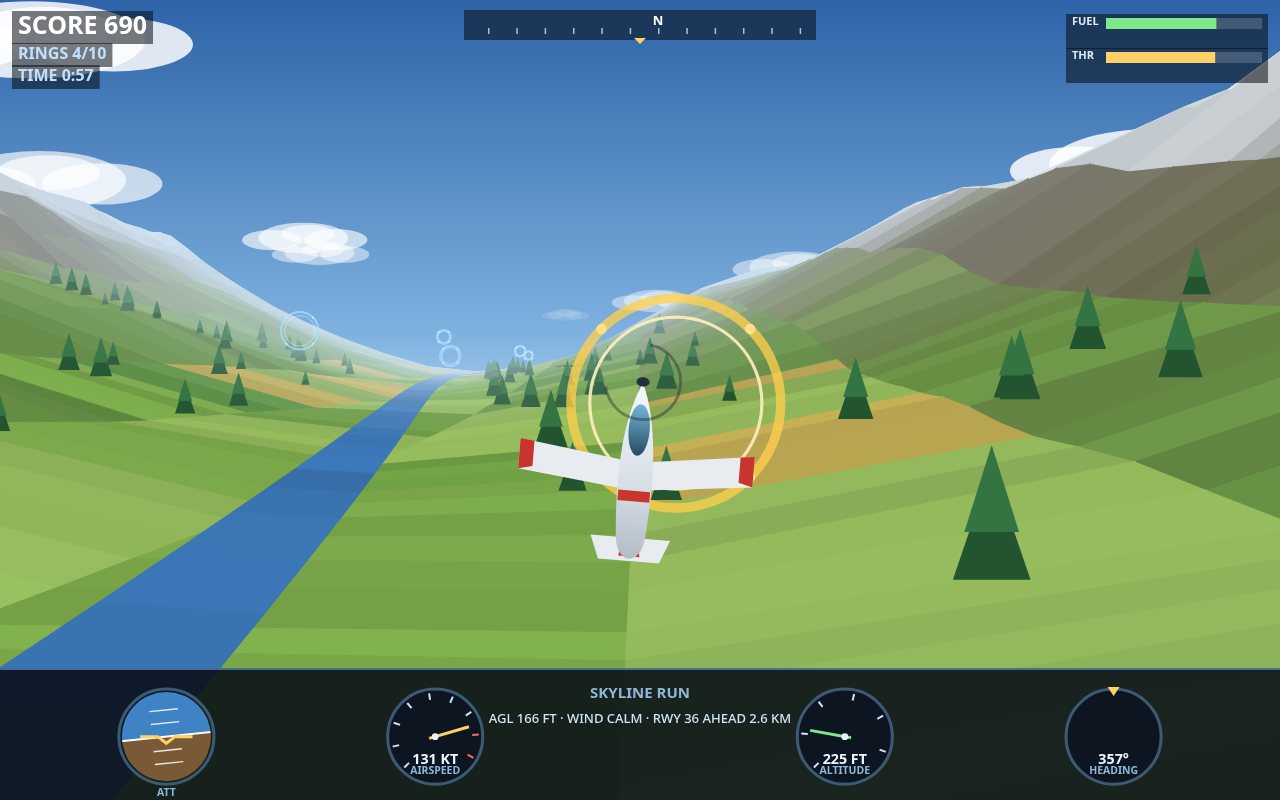 SCORE 690
RINGS 4/10
TIME 0:57
N
FUEL
THR
SKYLINE RUN
AGL 166 FT · WIND CALM · RWY 36 AHEAD 2.6 KM
ATT
131 KT
AIRSPEED
225 FT
ALTITUDE
357°
HEADING